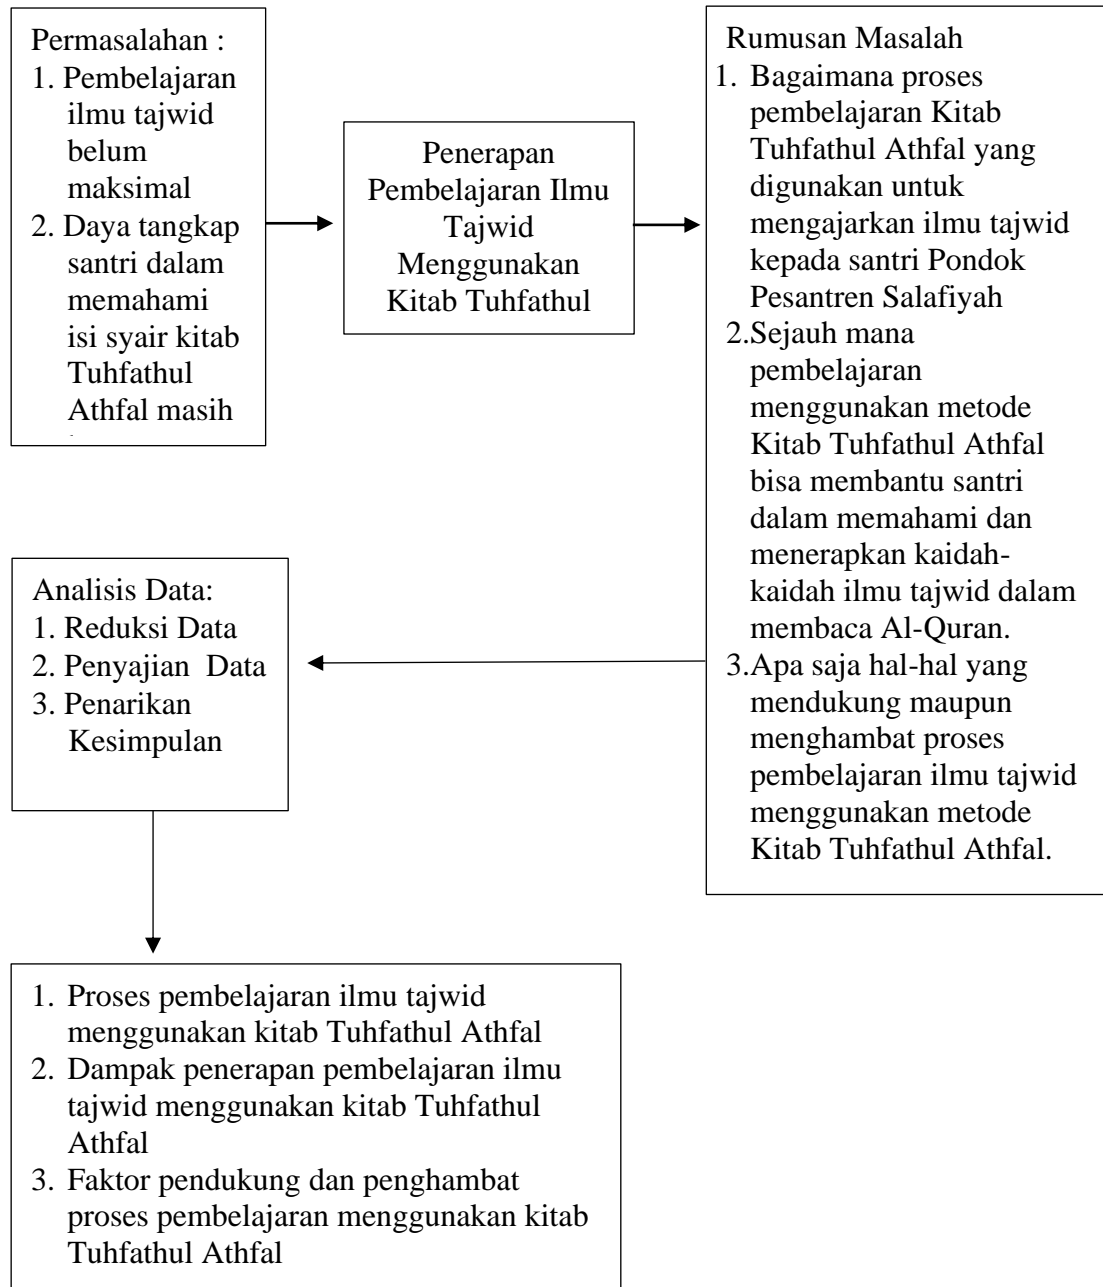 Permasalahan :
1. Pembelajaran
ilmu tajwid
belum
maksimal
2. Daya tangkap
santri dalam
memahami
isi syair kitab
Tuhfathul
Athfal masih
Penerapan
Pembelajaran Ilmu
Tajwid
Menggunakan
Kitab Tuhfathul
Rumusan Masalah
1. Bagaimana proses
pembelajaran Kitab
Tuhfathul Athfal yang
digunakan untuk
mengajarkan ilmu tajwid
kepada santri Pondok
Pesantren Salafiyah
2.Sejauh mana
pembelajaran
menggunakan metode
Kitab Tuhfathul Athfal
bisa membantu santri
dalam memahami dan
menerapkan kaidah-
kaidah ilmu tajwid dalam
membaca Al-Quran.
3.Apa saja hal-hal yang
mendukung maupun
menghambat proses
pembelajaran ilmu tajwid
menggunakan metode
Kitab Tuhfathul Athfal.
Analisis Data:
1. Reduksi Data
2. Penyajian Data
3. Penarikan
Kesimpulan
1. Proses pembelajaran ilmu tajwid
menggunakan kitab Tuhfathul Athfal
2. Dampak penerapan pembelajaran ilmu
tajwid menggunakan kitab Tuhfathul
Athfal
3. Faktor pendukung dan penghambat
proses pembelajaran menggunakan kitab
Tuhfathul Athfal